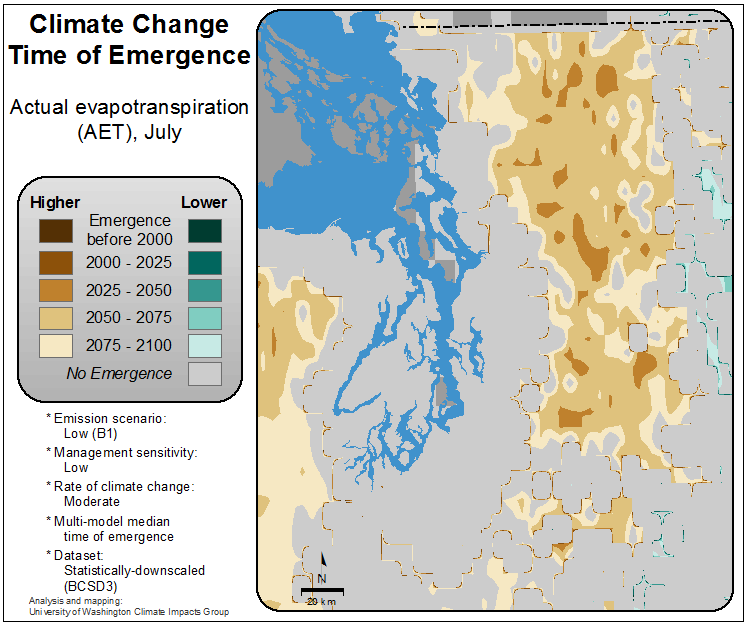 Climate Change
Time of Emergence
Actual evapotranspiration
(AET), July
Higher Lower
Emergence
before 2000
2000 - 2025
2025 - 2050
2050 - 2075
2075 - 2100
No Emergence
* Emission scenario:
Low (B1)
* Management sensitivity:
Low
* Rate of climate change:
Moderate
* Multi-model median
time of emergence
* Dataset:
Statistically-downscaled
(BCSD3)
Analysis and mapping:
University of Washington Climate Impacts Group
N
20 km